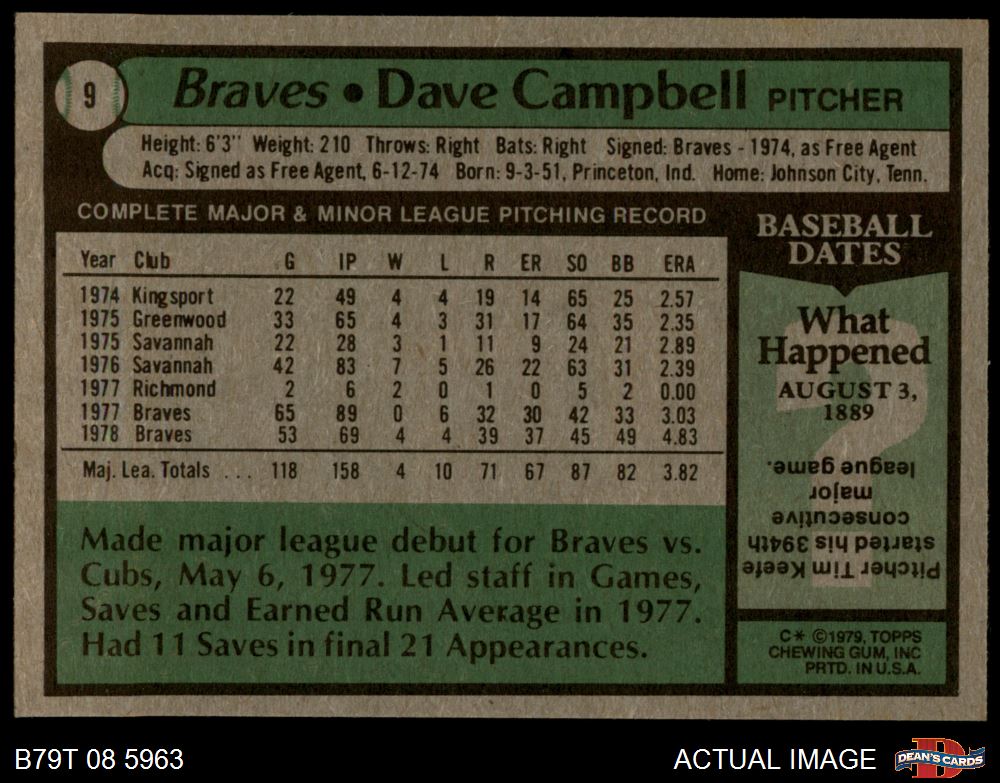 9 Braves • Dave Campbell PITCHER
Height: 6'3" Weight: 210 Throws: Right Bats: Right Signed: Braves - 1974, as Free Agent
Acq: Signed as Free Agent, 6-12-74 Born: 9-3-51, Princeton, Ind. Home: Johnson City, Tenn.
COMPLETE MAJOR & MINOR LEAGUE PITCHING RECORD
Year Club G IP W L R ER SO BB ERA
1974 Kingsport 22 49 4 4 19 14 65 25 2.57
1975 Greenwood 33 65 4 3 31 17 64 35 2.35
1975 Savannah 22 28 3 1 11 9 24 21 2.89
1976 Savannah 42 83 7 5 26 22 63 31 2.39
1977 Richmond 2 6 2 0 1 0 5 2 0.00
1977 Braves 65 89 0 6 32 30 42 33 3.03
1978 Braves 53 69 4 4 39 37 45 49 4.83
Maj. Lea. Totals ... 118 158 4 10 71 67 87 82 3.82
Made major league debut for Braves vs.
Cubs, May 6, 1977. Led staff in Games,
Saves and Earned Run Average in 1977.
Had 11 Saves in final 21 Appearances.
BASEBALL
DATES
What
Happened
AUGUST 3,
1889
Pitcher Tim Keefe
started his 394th
consecutive
major
league game.
C* ©1979, TOPPS
CHEWING GUM, INC
PRTD. IN U.S.A.
B79T 08 5963
ACTUAL IMAGE
DEAN'S CARDS